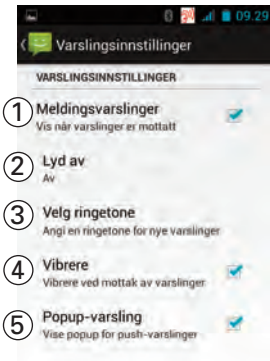 09.29
Varslingsinnstillinger
VARSLINGSINNSTILLINGER
1 Meldingsvarslinger
Vis når varslinger er mottatt
2 Lyd av
Av
3 Velg ringetone
Angi en ringetone for nye varslinger
4 Vibrere
Vibrere ved mottak av varslinger
5 Popup-varsling
Vise popup for push-varslinger